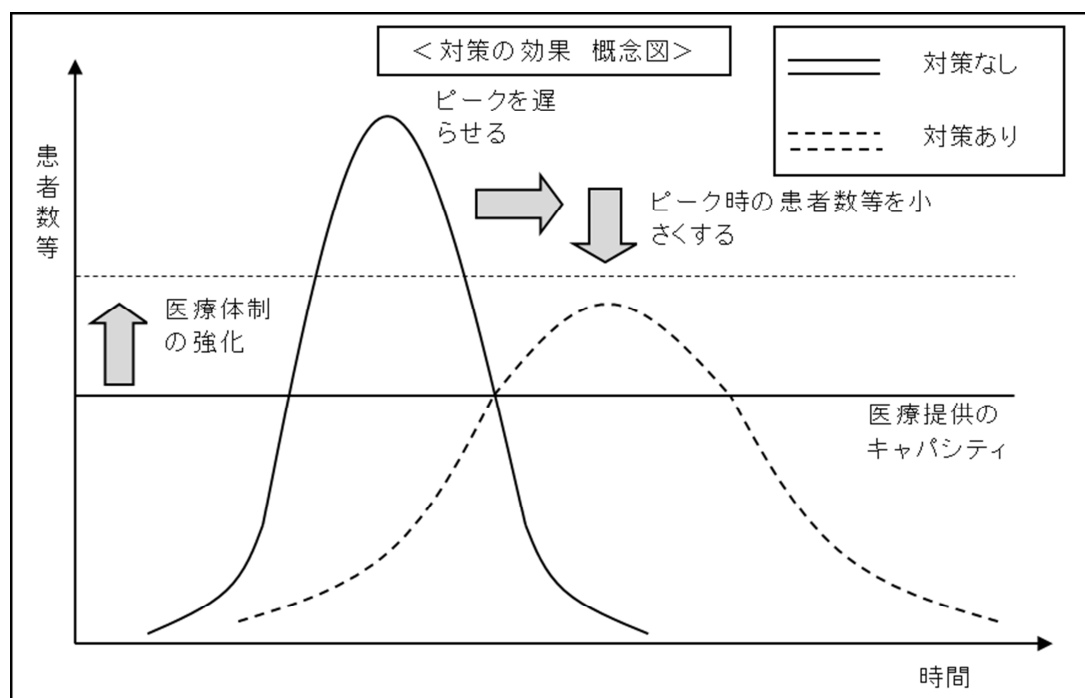 ＜対策の効果 概念図＞
対策なし
対策あり
ピークを遅
らせる
患者数等
ピーク時の患者数等を小
さくする
医療体制
の強化
医療提供の
キャパシティ
時間